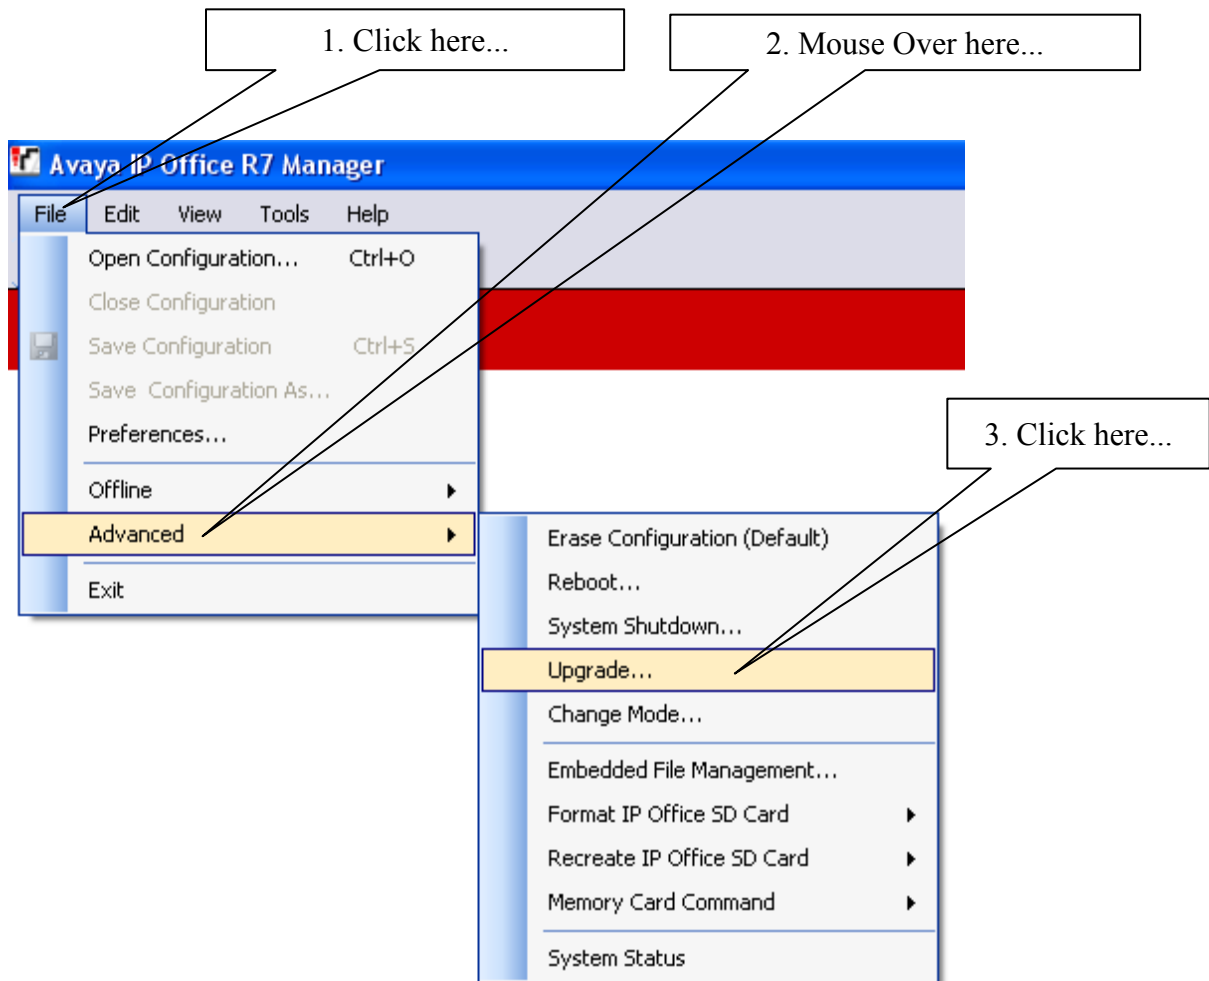 1. Click here...
2. Mouse Over here...
Avaya IP Office R7 Manager
File Edit View Tools Help
Open Configuration... Ctrl+O
Close Configuration
Save Configuration Ctrl+S
Save Configuration As...
Preferences...
3. Click here...
Offline
Advanced
Exit
Erase Configuration (Default)
Reboot...
System Shutdown...
Upgrade...
Change Mode...
Embedded File Management...
Format IP Office SD Card
Recreate IP Office SD Card
Memory Card Command
System Status